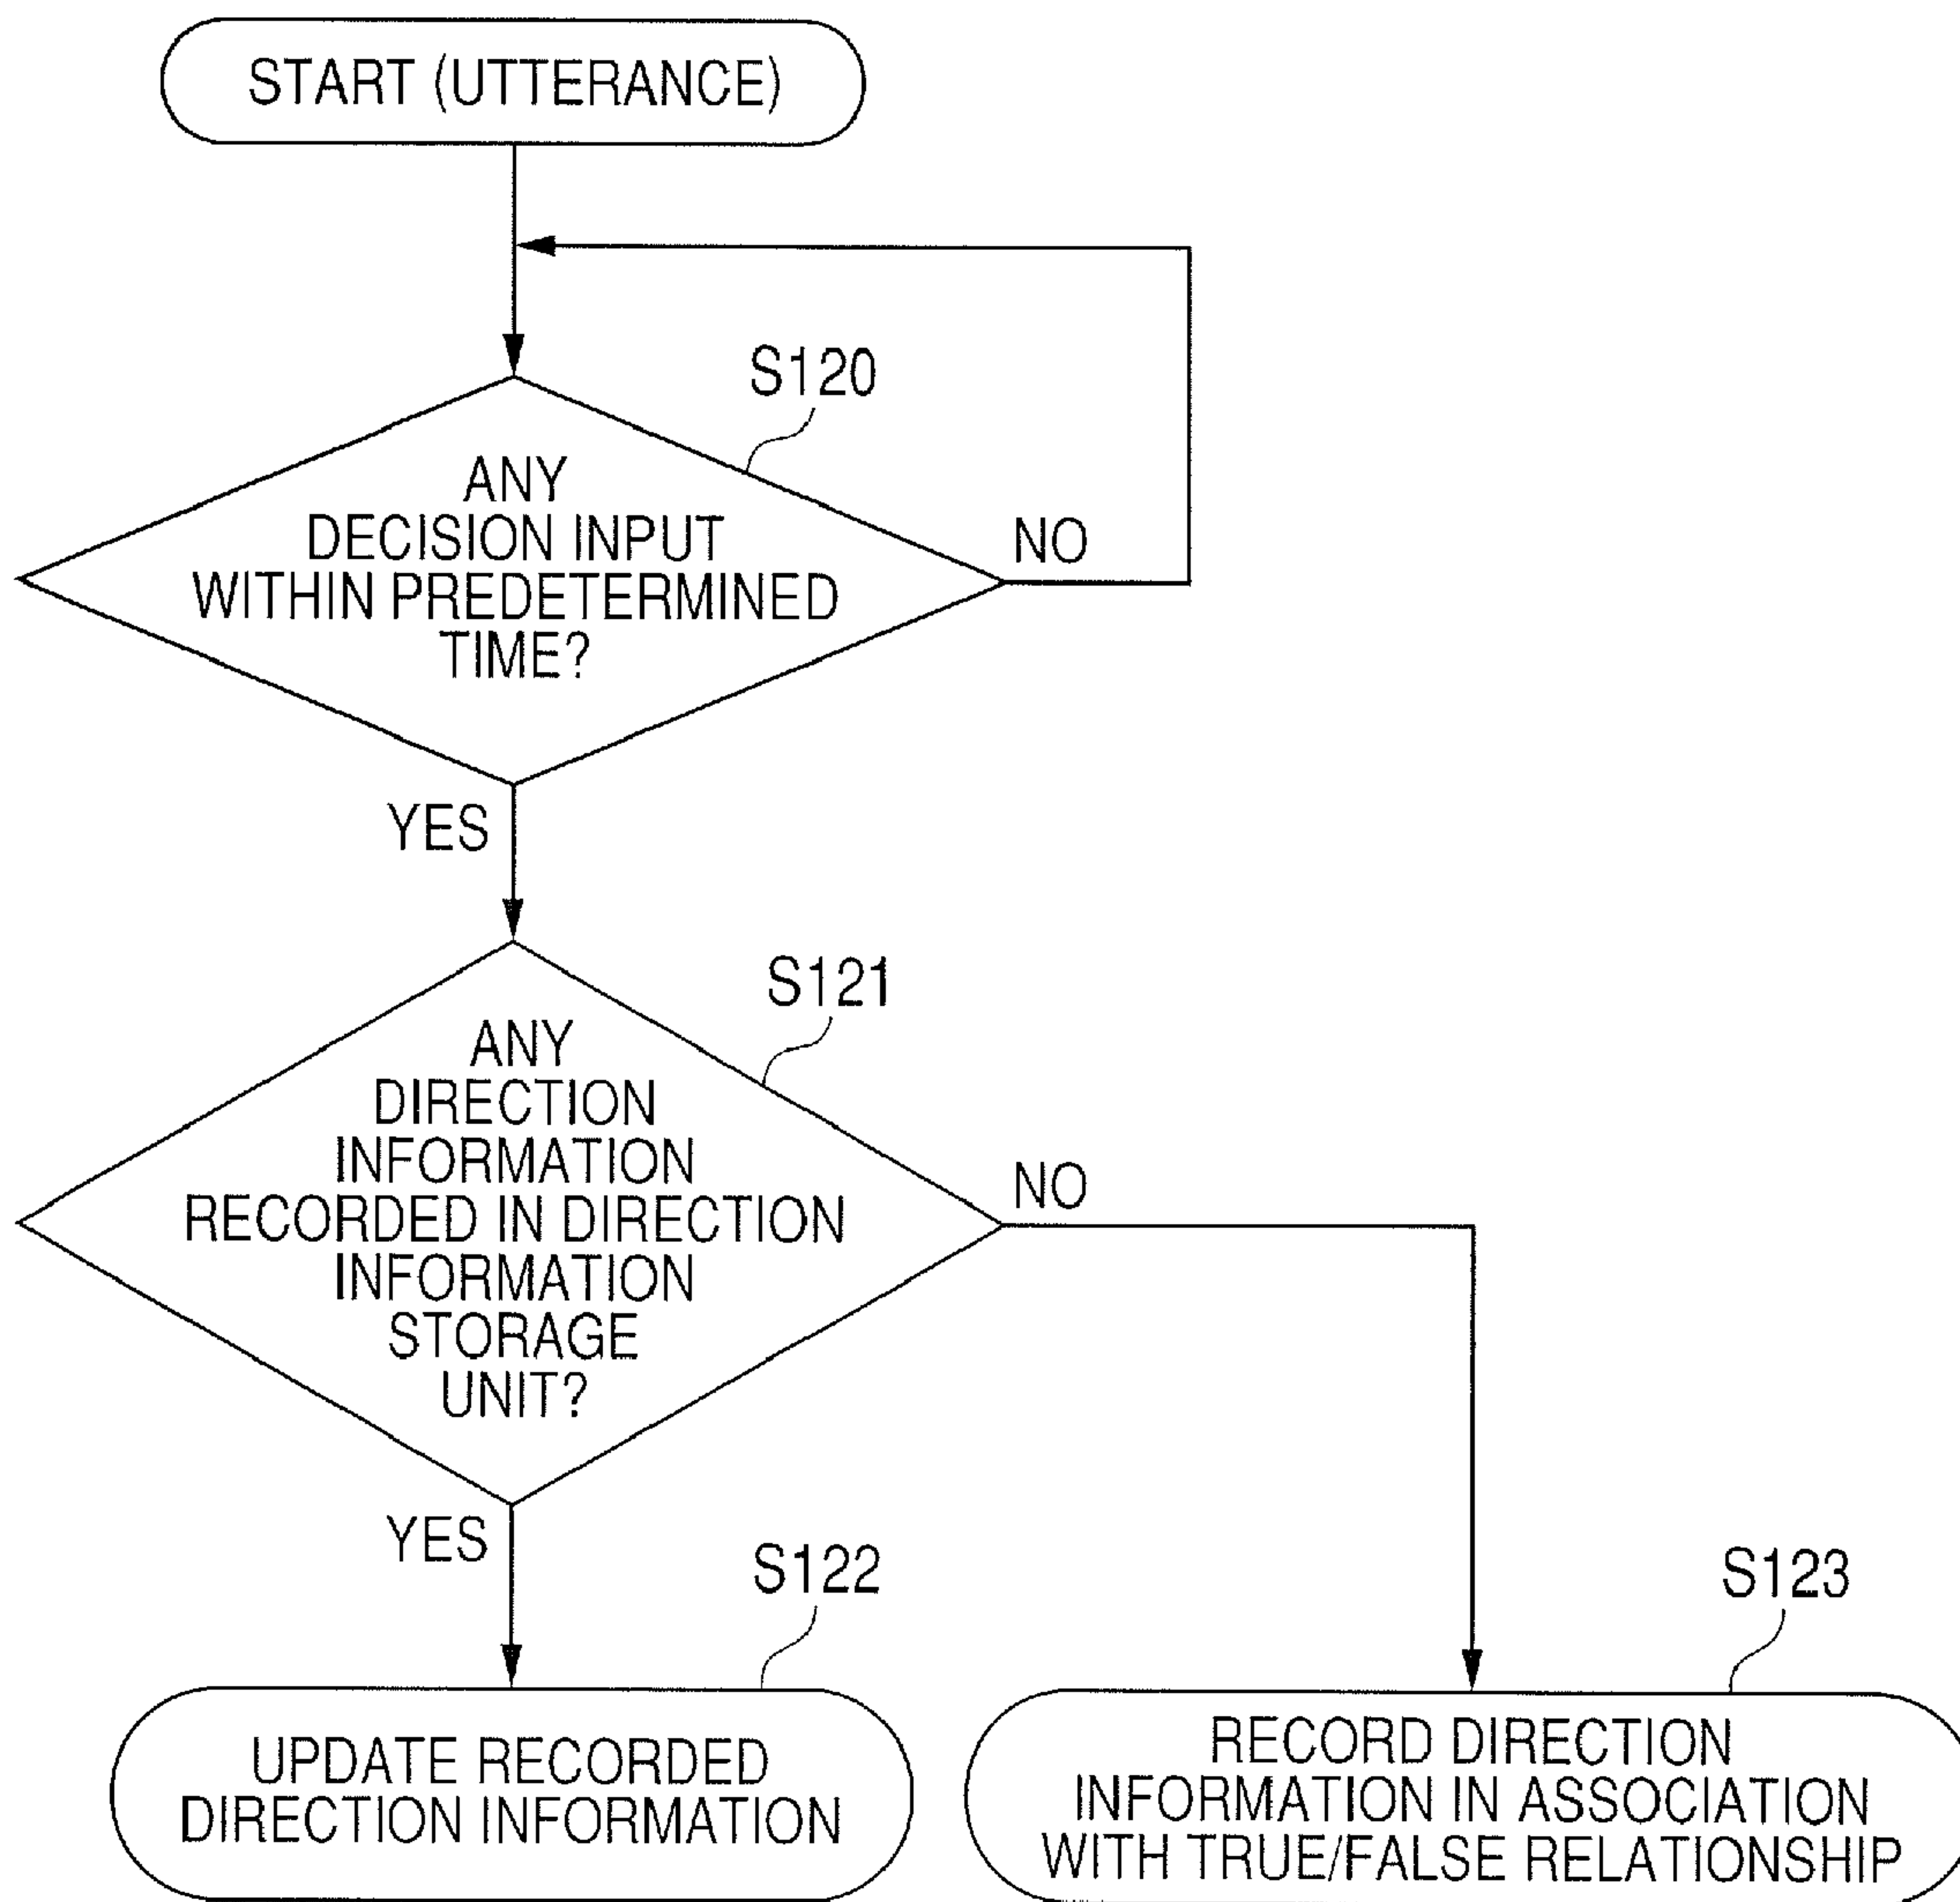 START (UTTERANCE)
S120
ANY
DECISION INPUT
WITHIN PREDETERMINED
TIME?
NO
YES
S121
ANY
DIRECTION
INFORMATION
RECORDED IN DIRECTION
INFORMATION
STORAGE
UNIT?
NO
YES
S122
UPDATE RECORDED
DIRECTION INFORMATION
S123
RECORD DIRECTION
INFORMATION IN ASSOCIATION
WITH TRUE/FALSE RELATIONSHIP